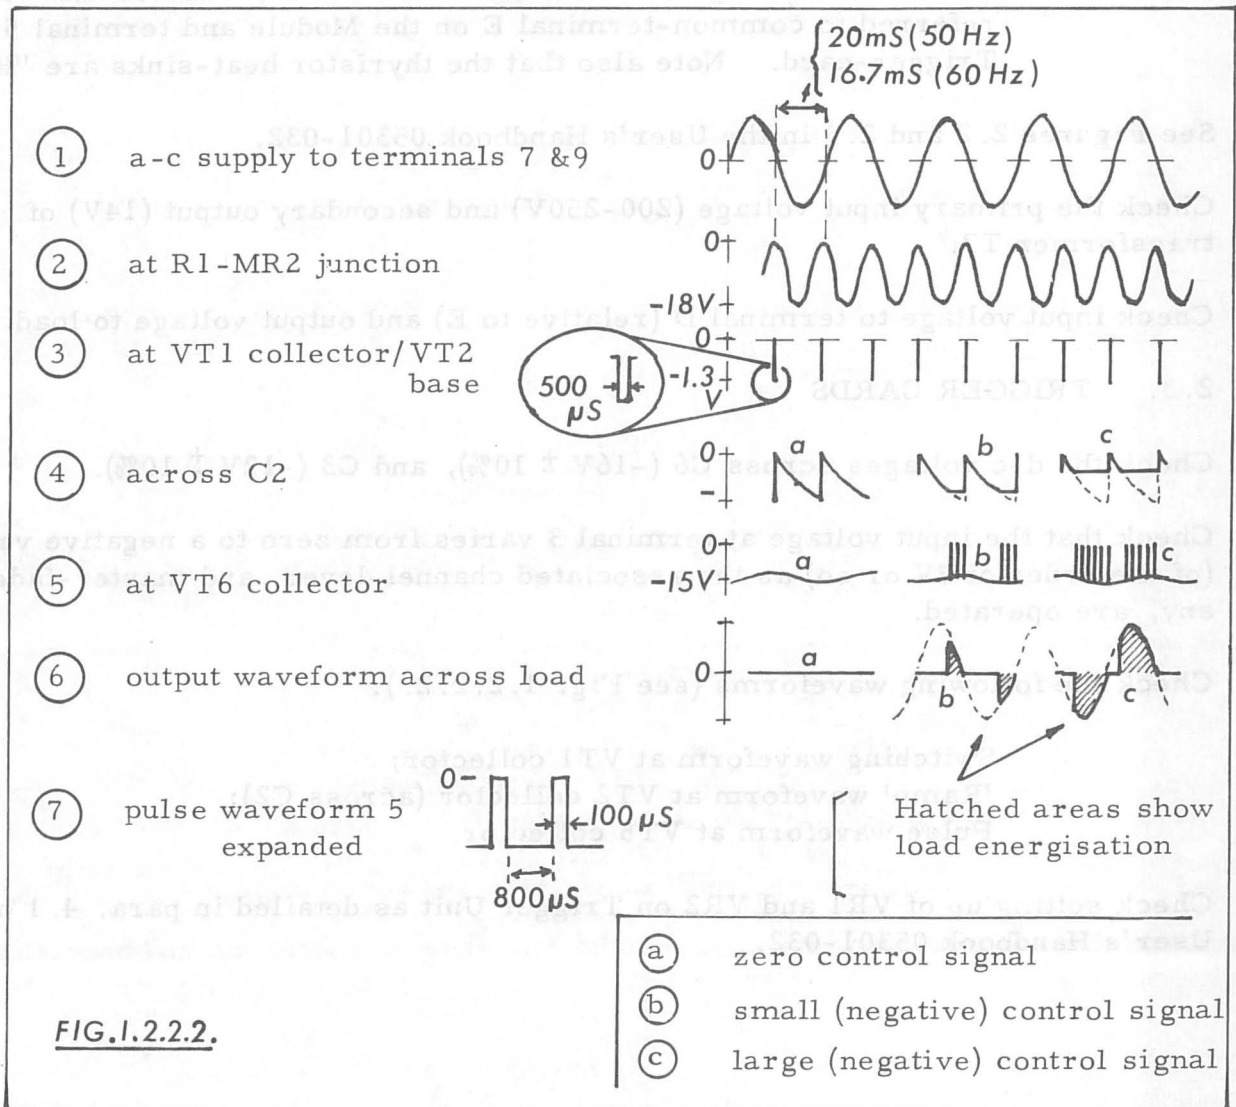 20mS (50 Hz)
16.7mS (60 Hz)
1 a-c supply to terminals 7 & 9
0
2 at R1-MR2 junction
0
-18V
3 at VT1 collector/VT2
base
500
μS
0
-1.3
V
4 across C2
0
-
a
b
c
5 at VT6 collector
0
-15V
a
b
c
6 output waveform across load
0
a
b
c
7 pulse waveform 5
expanded
0-
100μS
800μS
Hatched areas show
load energisation
a zero control signal
b small (negative) control signal
c large (negative) control signal
FIG.1.2.2.2.